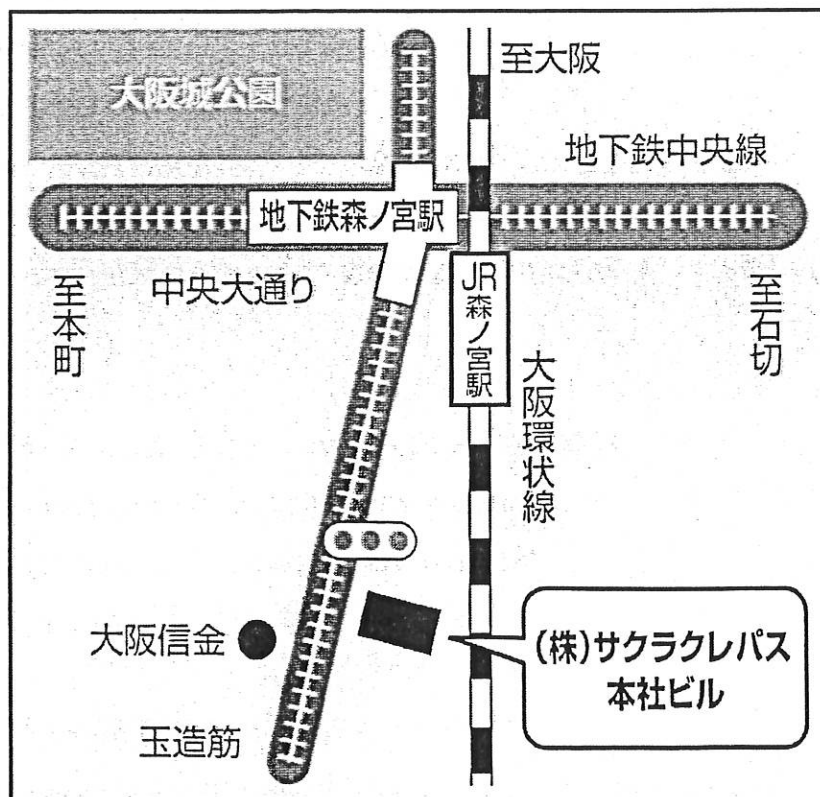 大阪城公園
至大阪
地下鉄中央線
地下鉄森ノ宮駅
至本町
中央大通り
JR森ノ宮駅
至石切
大阪環状線
大阪信金
(株)サクラクレパス
本社ビル
玉造筋